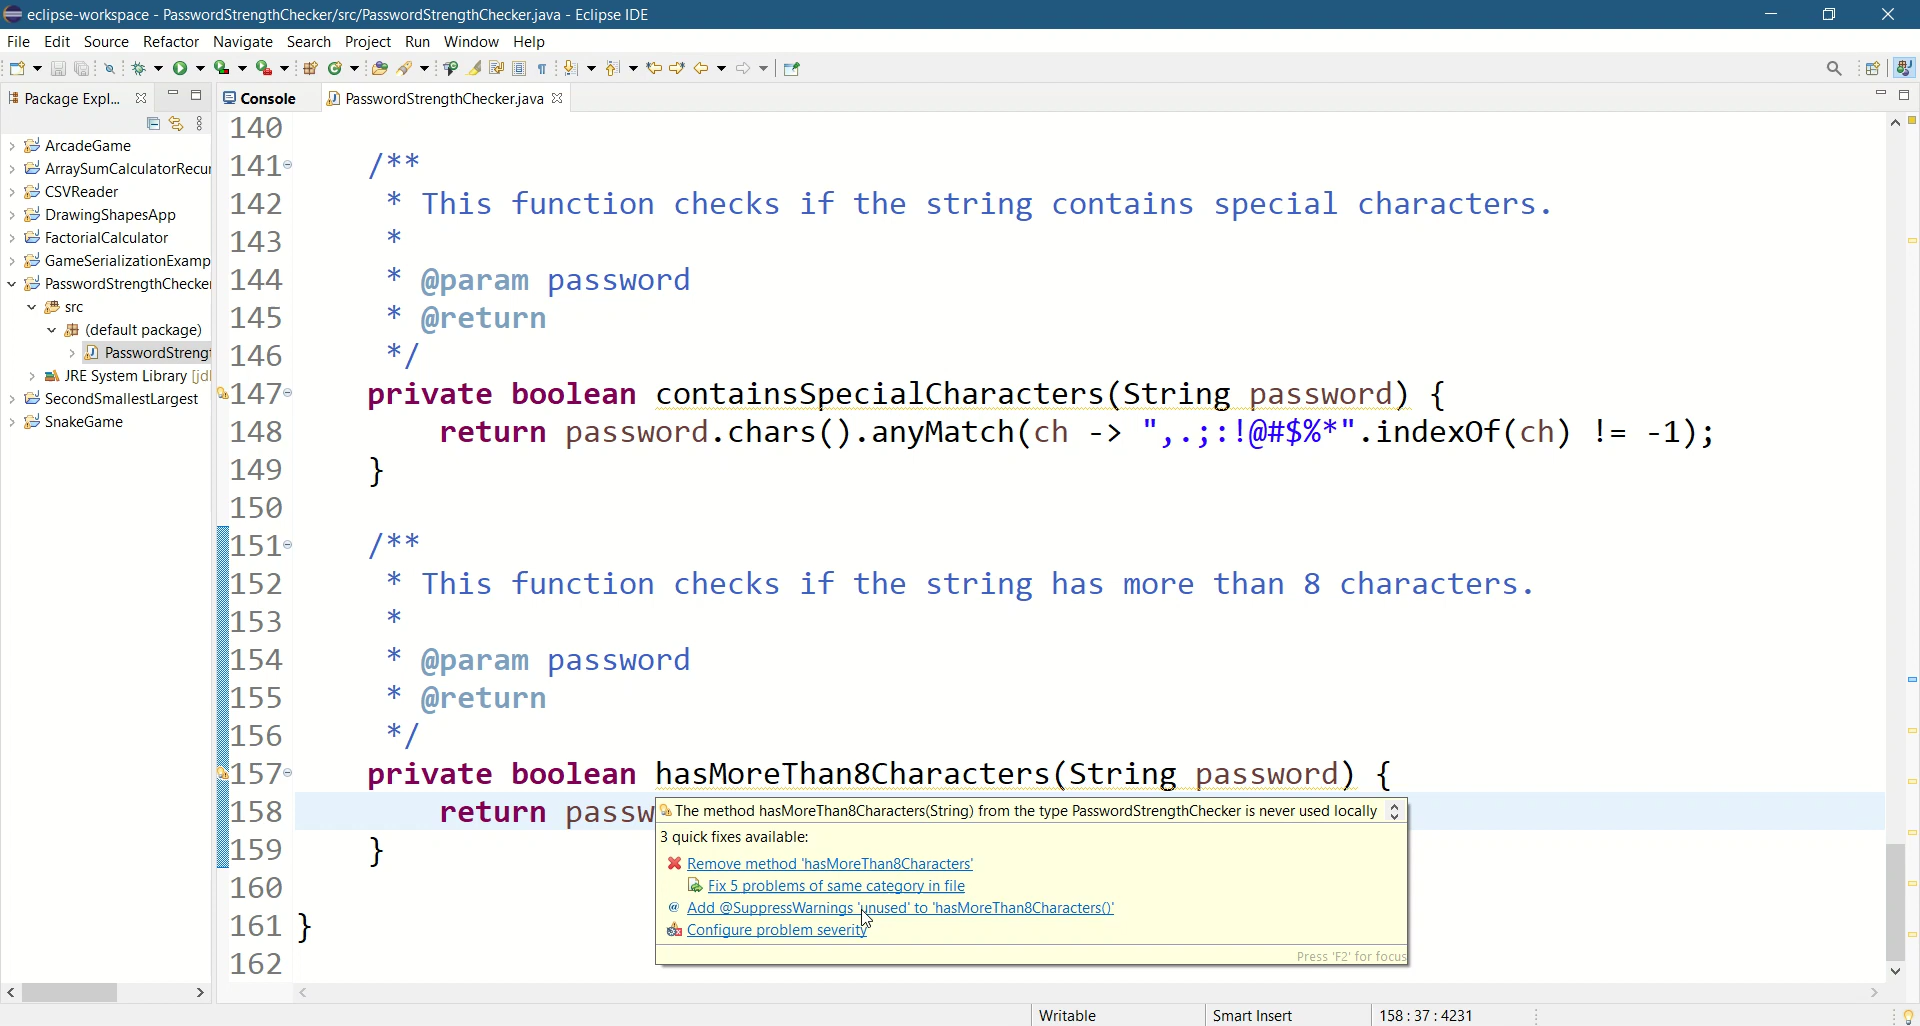 eclipse-workspace - PasswordStrengthChecker/src/PasswordStrengthChecker.java - Eclipse IDE
File Edit Source Refactor Navigate Search Project Run Window Help
Package Expl...
Console
PasswordStrengthChecker.java
ArcadeGame
ArraySumCalculatorRecur
CSVReader
DrawingShapesApp
FactorialCalculator
GameSerializationExamp
PasswordStrengthChecker
src
(default package)
PasswordStrengt
JRE System Library [jd
SecondSmallestLargest
SnakeGame
140
141 /**
142 * This function checks if the string contains special characters.
143 *
144 * @param password
145 * @return
146 */
147 private boolean containsSpecialCharacters(String password) {
148 return password.chars().anyMatch(ch -> ",.;:!@#$%*".indexOf(ch) != -1);
149 }
150
151 /**
152 * This function checks if the string has more than 8 characters.
153 *
154 * @param password
155 * @return
156 */
157 private boolean hasMoreThan8Characters(String password) {
158 return passw
159 }
160
161 }
162
The method hasMoreThan8Characters(String) from the type PasswordStrengthChecker is never used locally
3 quick fixes available:
Remove method 'hasMoreThan8Characters'
Fix 5 problems of same category in file
Add @SuppressWarnings 'unused' to 'hasMoreThan8Characters()'
Configure problem severity
Press 'F2' for focus
Writable
Smart Insert
158 : 37 : 4231